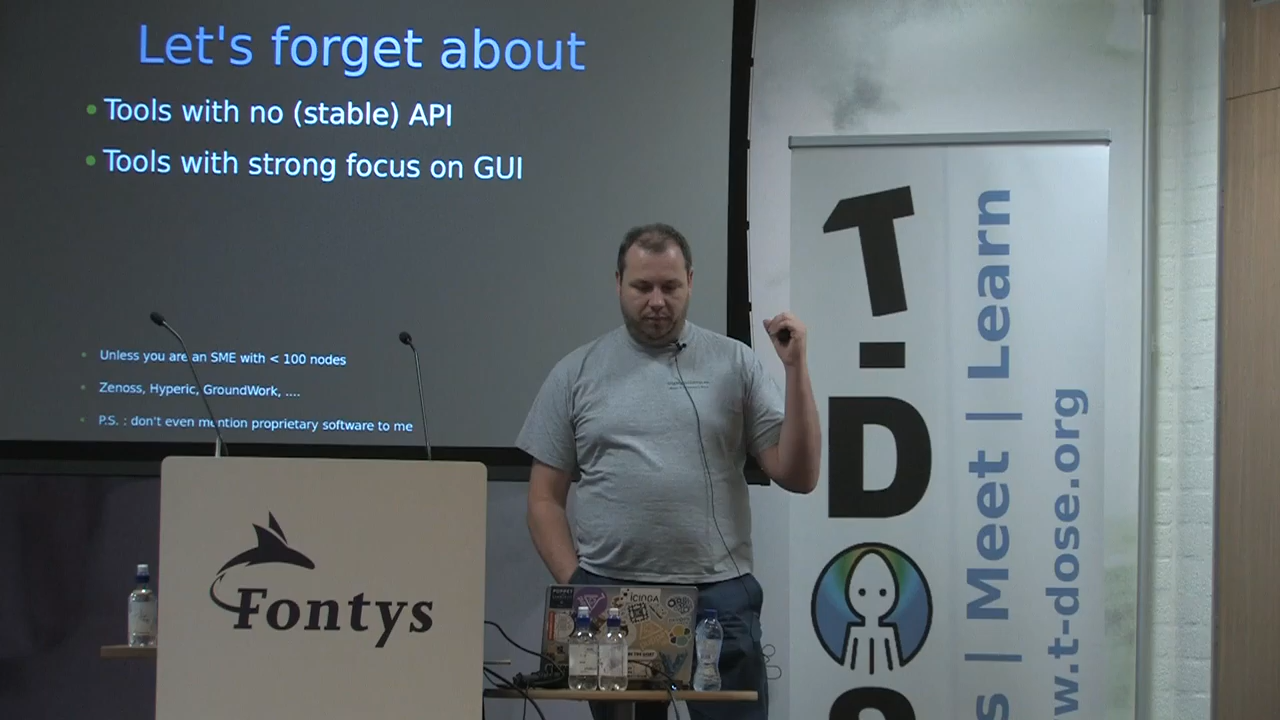 Let's forget about
Tools with no (stable) API
Tools with strong focus on GUI
Unless you are an SME with < 100 nodes
Zenoss, Hyperic, GroundWork, ....
P.S. : don't even mention proprietary software to me
Fontys
ICINGA
T-DO
| Meet | Learn
w.t-dose.org